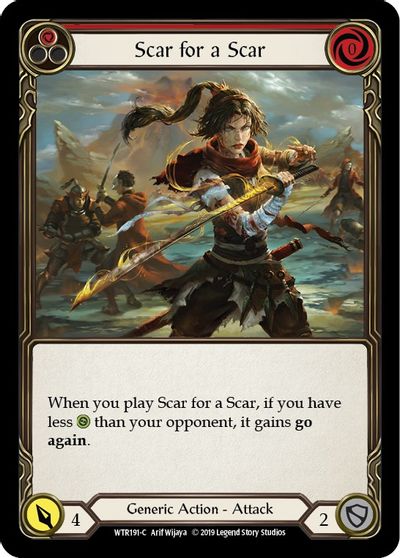 Scar for a Scar
0
When you play Scar for a Scar, if you have
less than your opponent, it gains go
again.
4
Generic Action - Attack
2
WTR191-C Arif Wijaya © 2019 Legend Story Studios